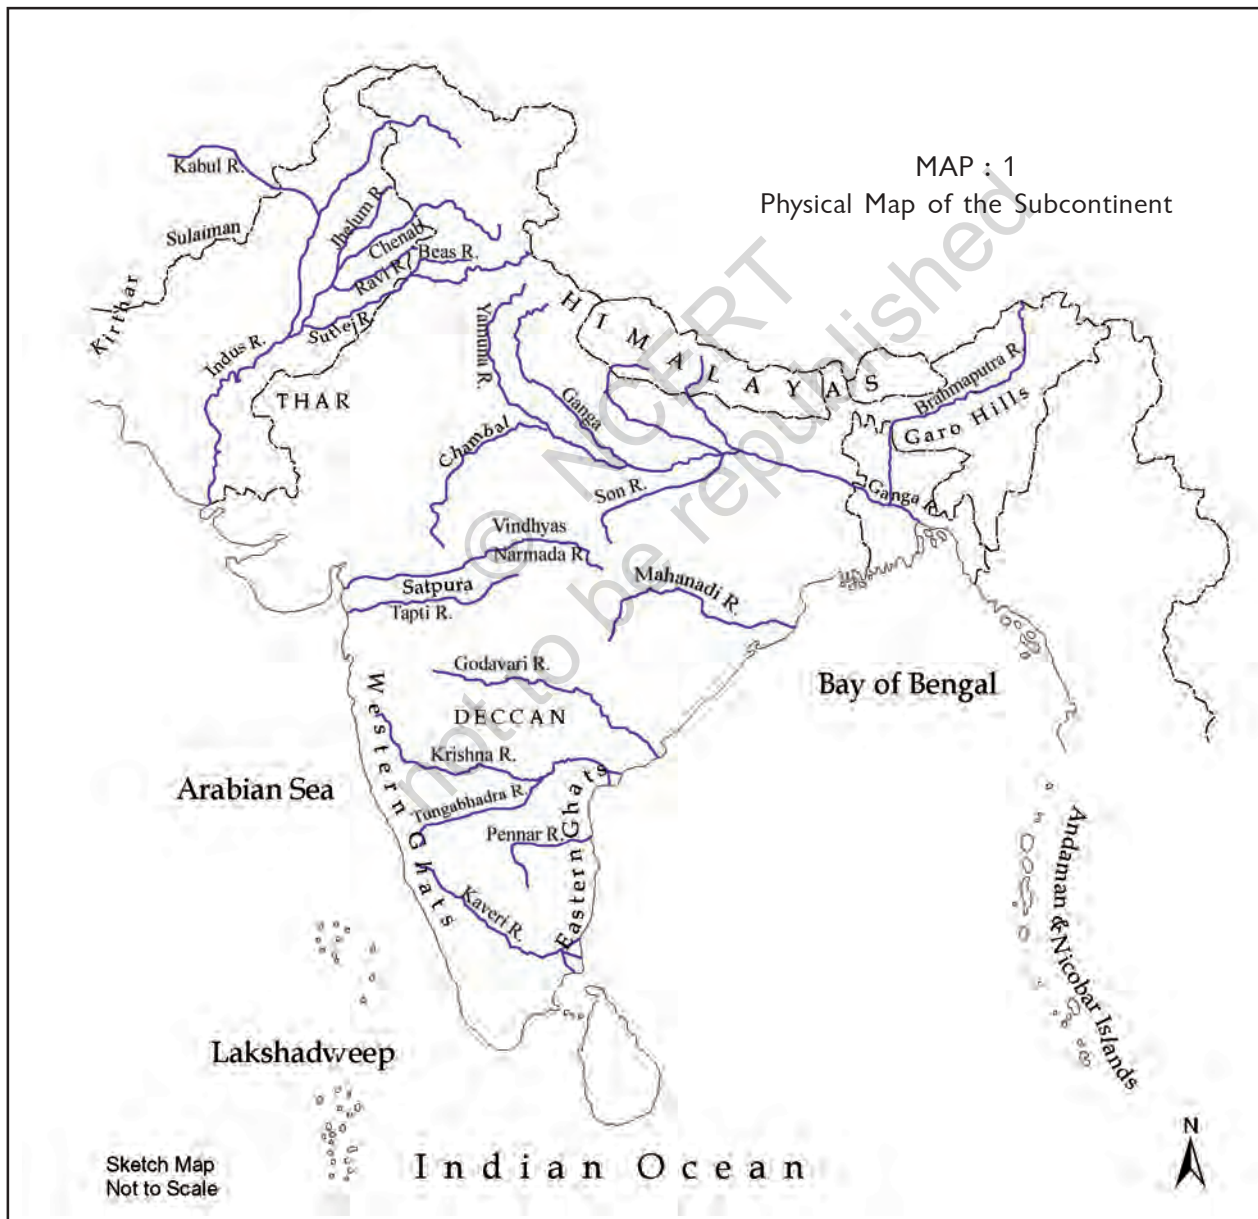 MAP : 1
Physical Map of the Subcontinent
Kabul R.
Sulaiman
Kirthar
Jhelum R.
Chenab
Beas R.
Ravi R.
Sutlej R.
Indus R.
THAR
HIMALAYAS
Yamuna R.
Ganga
Chambal
Brahmaputra R.
Garo Hills
Ganga R.
Son R.
Vindhyas
Narmada R.
Satpura
Tapti R.
Mahanadi R.
Godavari R.
DECCAN
Western Ghats
Krishna R.
Tungabhadra R.
Pennar R.
Eastern Ghats
Kaveri R.
Bay of Bengal
Arabian Sea
Andaman & Nicobar Islands
Lakshadweep
Indian Ocean
N
Sketch Map
Not to Scale
© NCERT
not to be republished